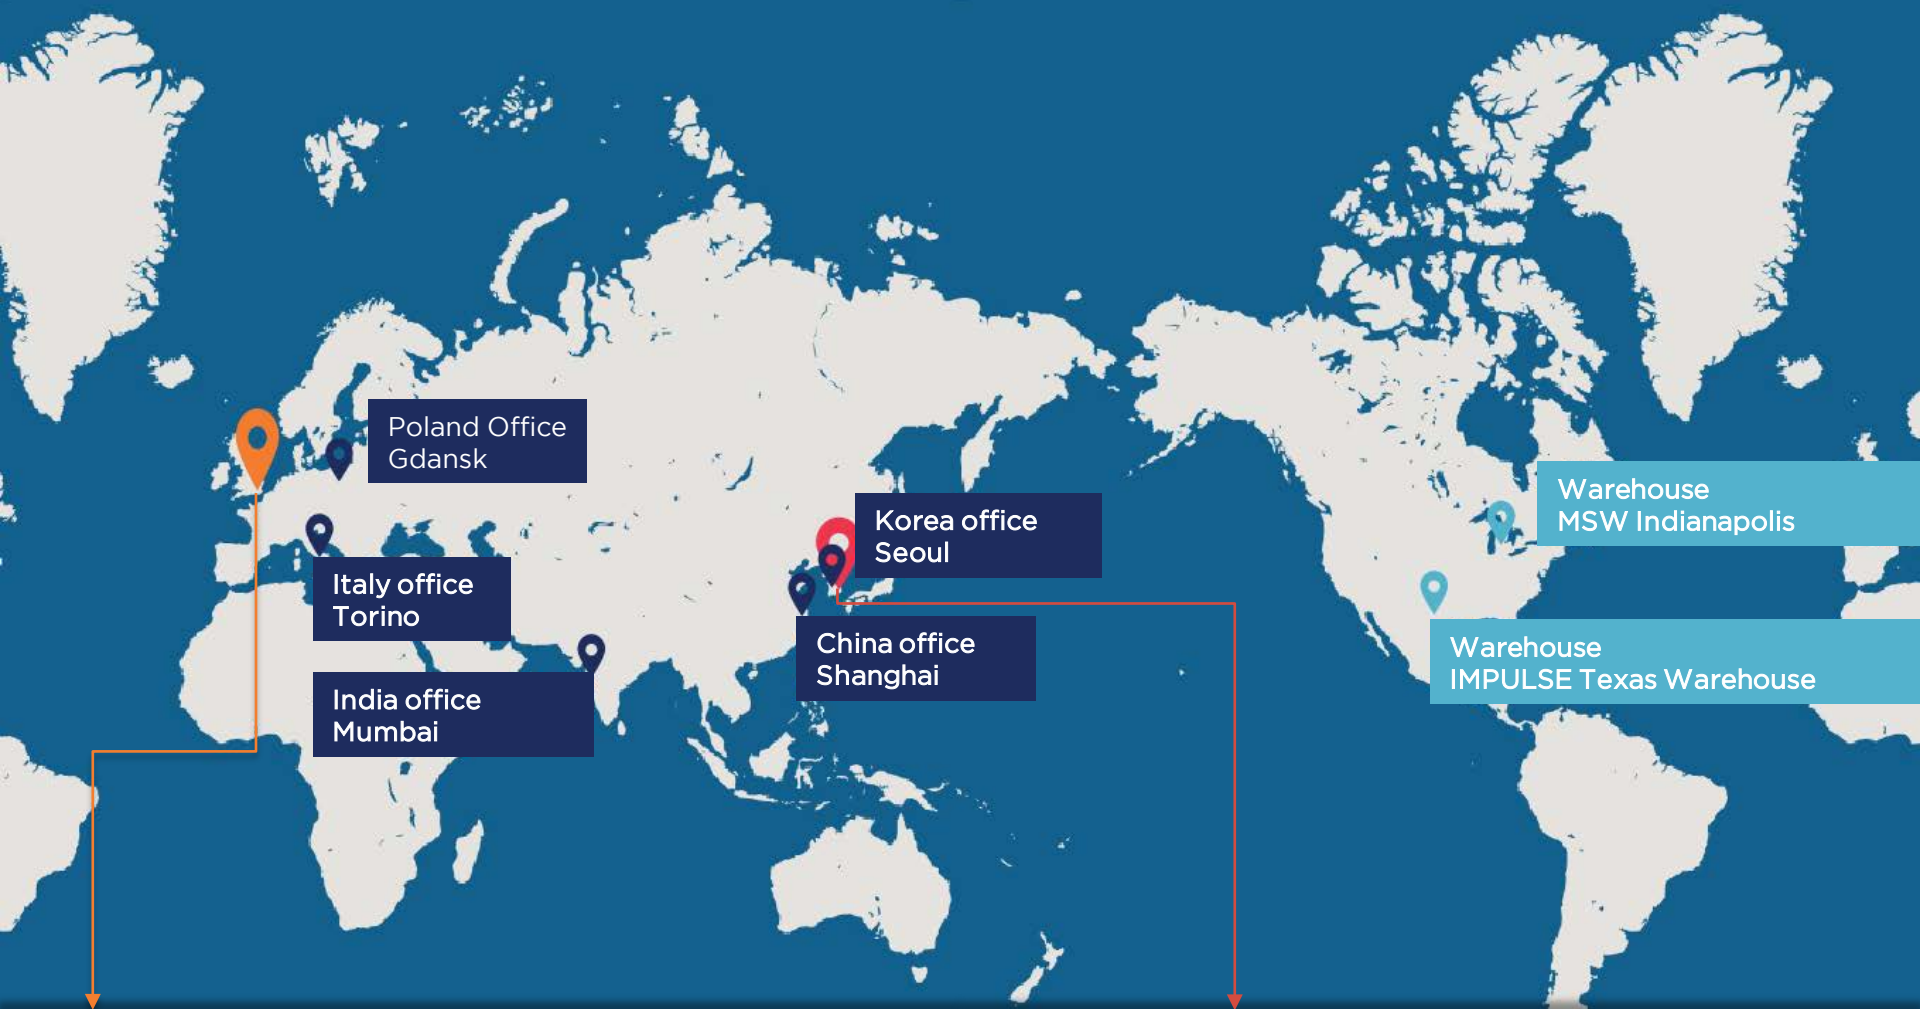 Poland Office
Gdansk
Warehouse
MSW Indianapolis
Korea office
Seoul
Italy office
Torino
China office
Shanghai
Warehouse
IMPULSE Texas Warehouse
India office
Mumbai